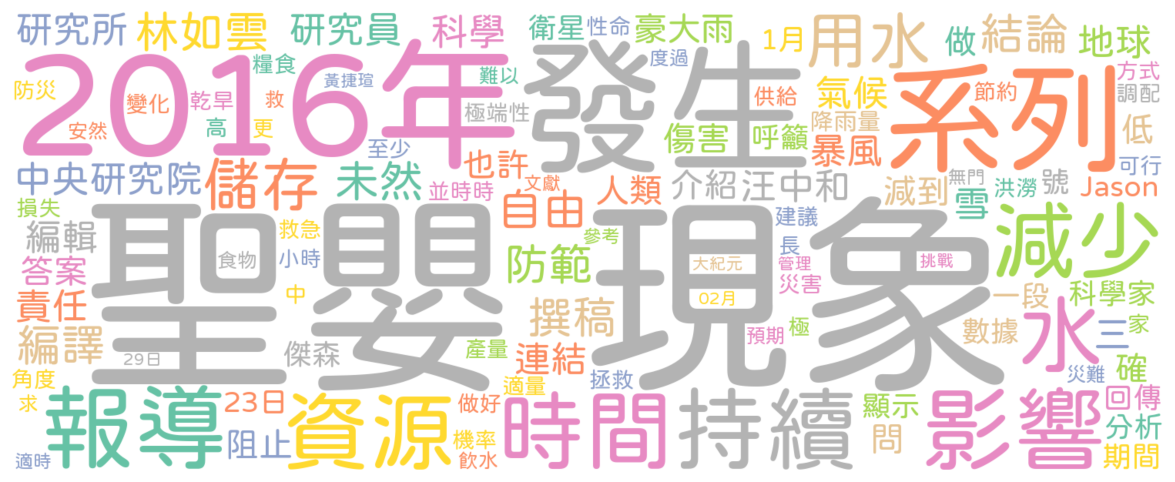 研究所 林如雲 研究員 科學 衛星 性命 豪大雨 1月 用水 做 結論 地球
防災 2016年 糧食 黃捷瑄 難以 發生 度過 系列 方式
變化 乾旱 救 極端性 供給 氣候 節約 調配
安然 高 更 至少 傷害 呼籲 降雨量 低
中央研究院 儲存 未然 也許 文獻 人類 介紹 汪中和 暴風 無門 可行
並時時 減到 雪 洪澇 號 Jason
損失 聖嬰 現象 自由 建議 減少
編輯 救急 參考 長
答案 食物 小時 防範 大紀元 管理 挑戰
責任 中 撰稿 02月 災害 一段 科學家
編譯 29日 傑森 產量 連結 預期 極 數據 水 三 家
角度 適量 拯救 災難 確
求 報導 23日 資源 做好 時間 持續 顯示 影響 回傳
阻止 機率 問 分析
適時 飲水 期間